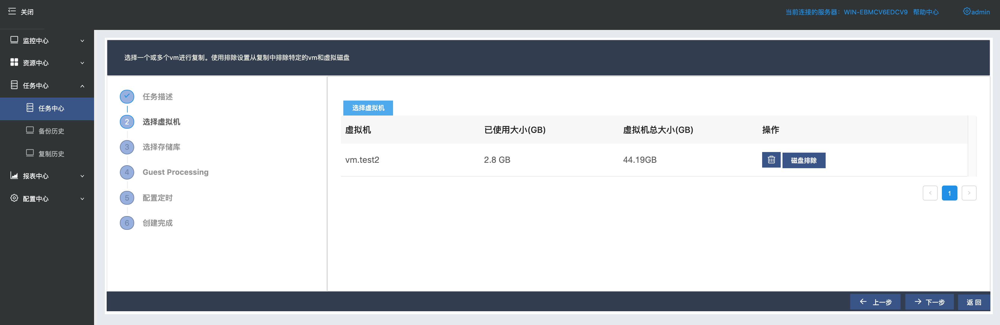 关闭
当前连接的服务器：WIN-EBMCV6EDCV9 帮助中心 admin
监控中心
资源中心
任务中心
任务中心
备份历史
复制历史
报表中心
配置中心
选择一个或多个vm进行复制。使用排除设置从复制中排除特定的vm和虚拟磁盘
任务描述
2 选择虚拟机
3 选择存储库
4 Guest Processing
5 配置定时
6 创建完成
选择虚拟机
虚拟机 已使用大小(GB) 虚拟机总大小(GB) 操作
vm.test2 2.8 GB 44.19GB 磁盘排除
< 1 >
上一步 下一步 返 回